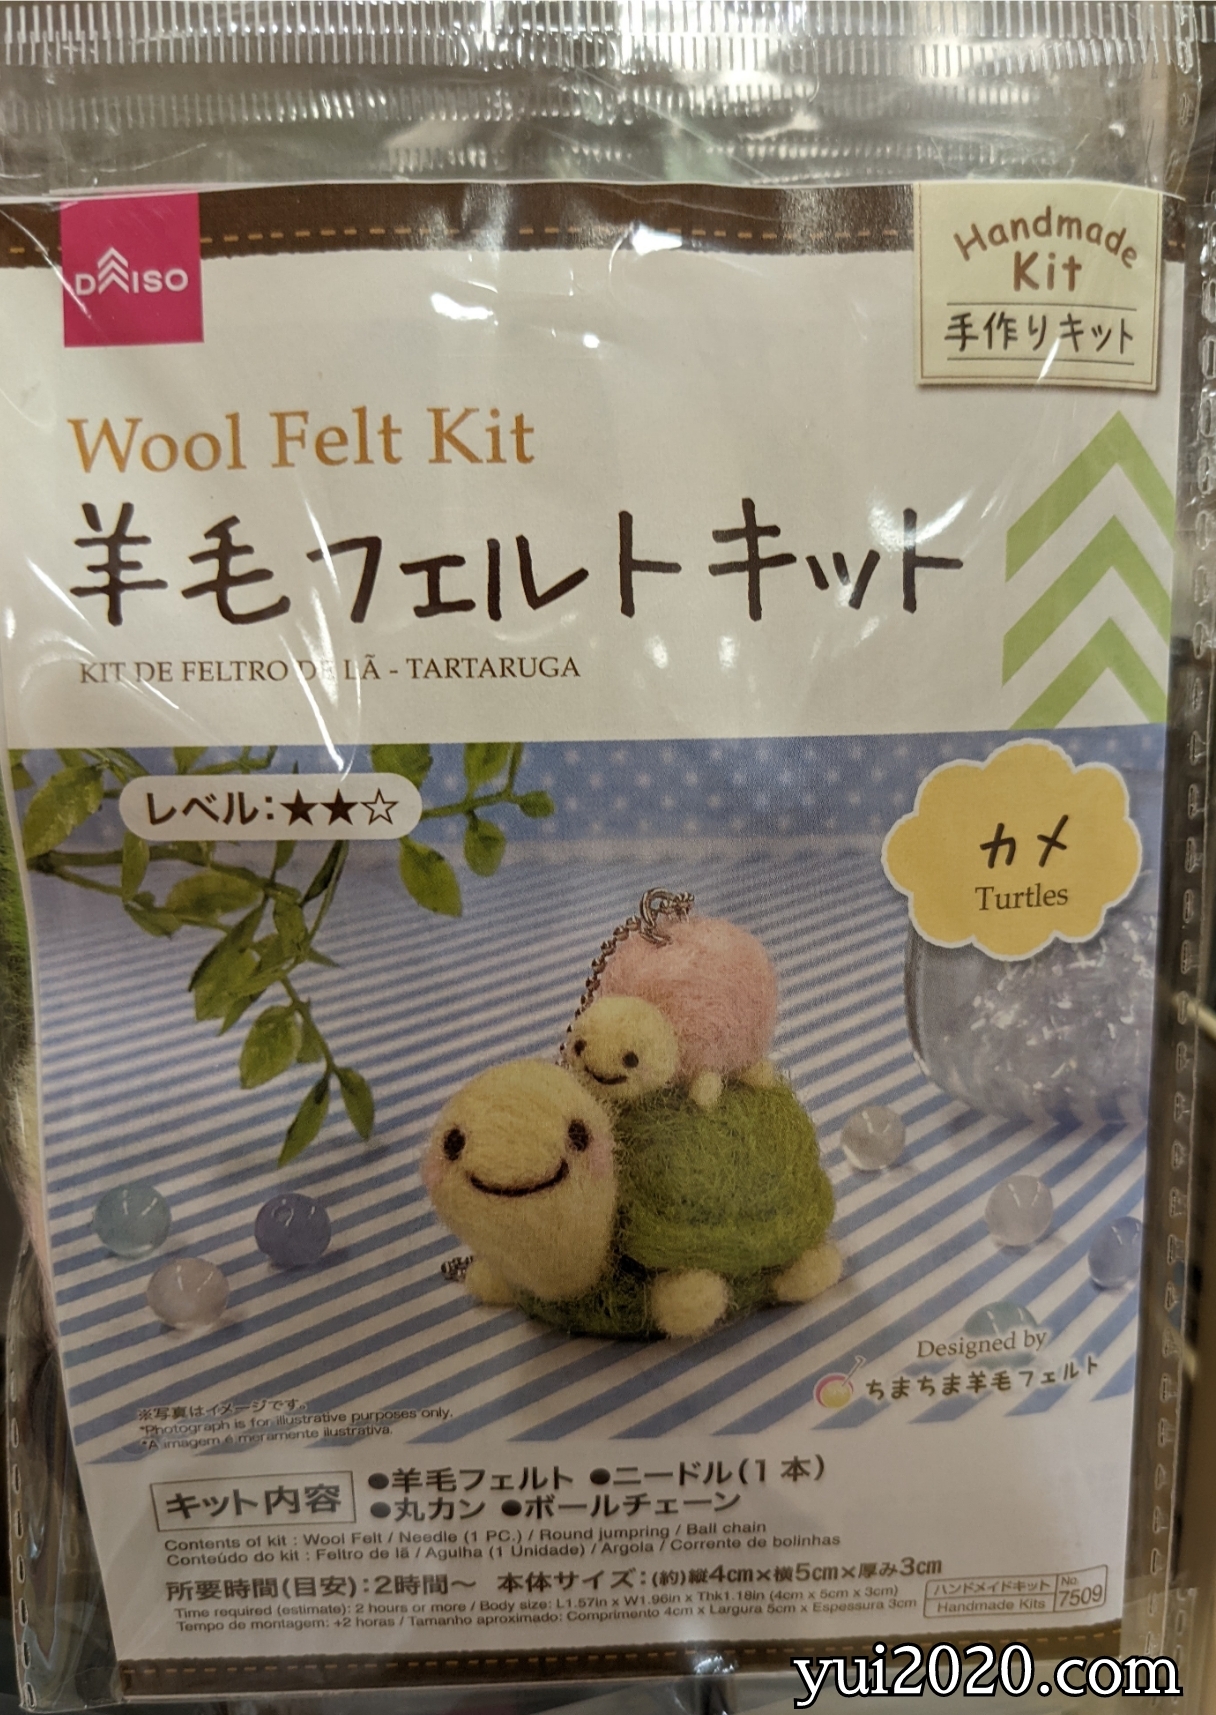 DAISO
Handmade
Kit
手作りキット
Wool Felt Kit
羊毛フェルトキット
KIT DE FELTRO DE LÃ - TARTARUGA
レベル:★★☆
カメ
Turtles
Designed by
ちまちま羊毛フェルト
※写真はイメージです。
*Photograph is for illustrative purposes only.
*A imagem é meramente ilustrativa.
キット内容
●羊毛フェルト ●ニードル(1本)
●丸カン ●ボールチェーン
Contents of kit : Wool Felt / Needle (1 PC.) / Round jumpring / Ball chain
Conteúdo do kit : Feltro de lã / Agulha (1 Unidade) / Argola / Corrente de bolinhas
所要時間(目安):2時間～ 本体サイズ:(約)縦4cm×横5cm×厚み3cm
Time required (estimate): 2 hours or more / Body size: L1.57in x W1.96in x Thk1.18in (4cm x 5cm x 3cm)
Tempo de montagem: +2 horas / Tamanho aproximado: Comprimento 4cm x Largura 5cm x Espessura 3cm
ハンドメイドキット
Handmade Kits
No.
7509
yui2020.com